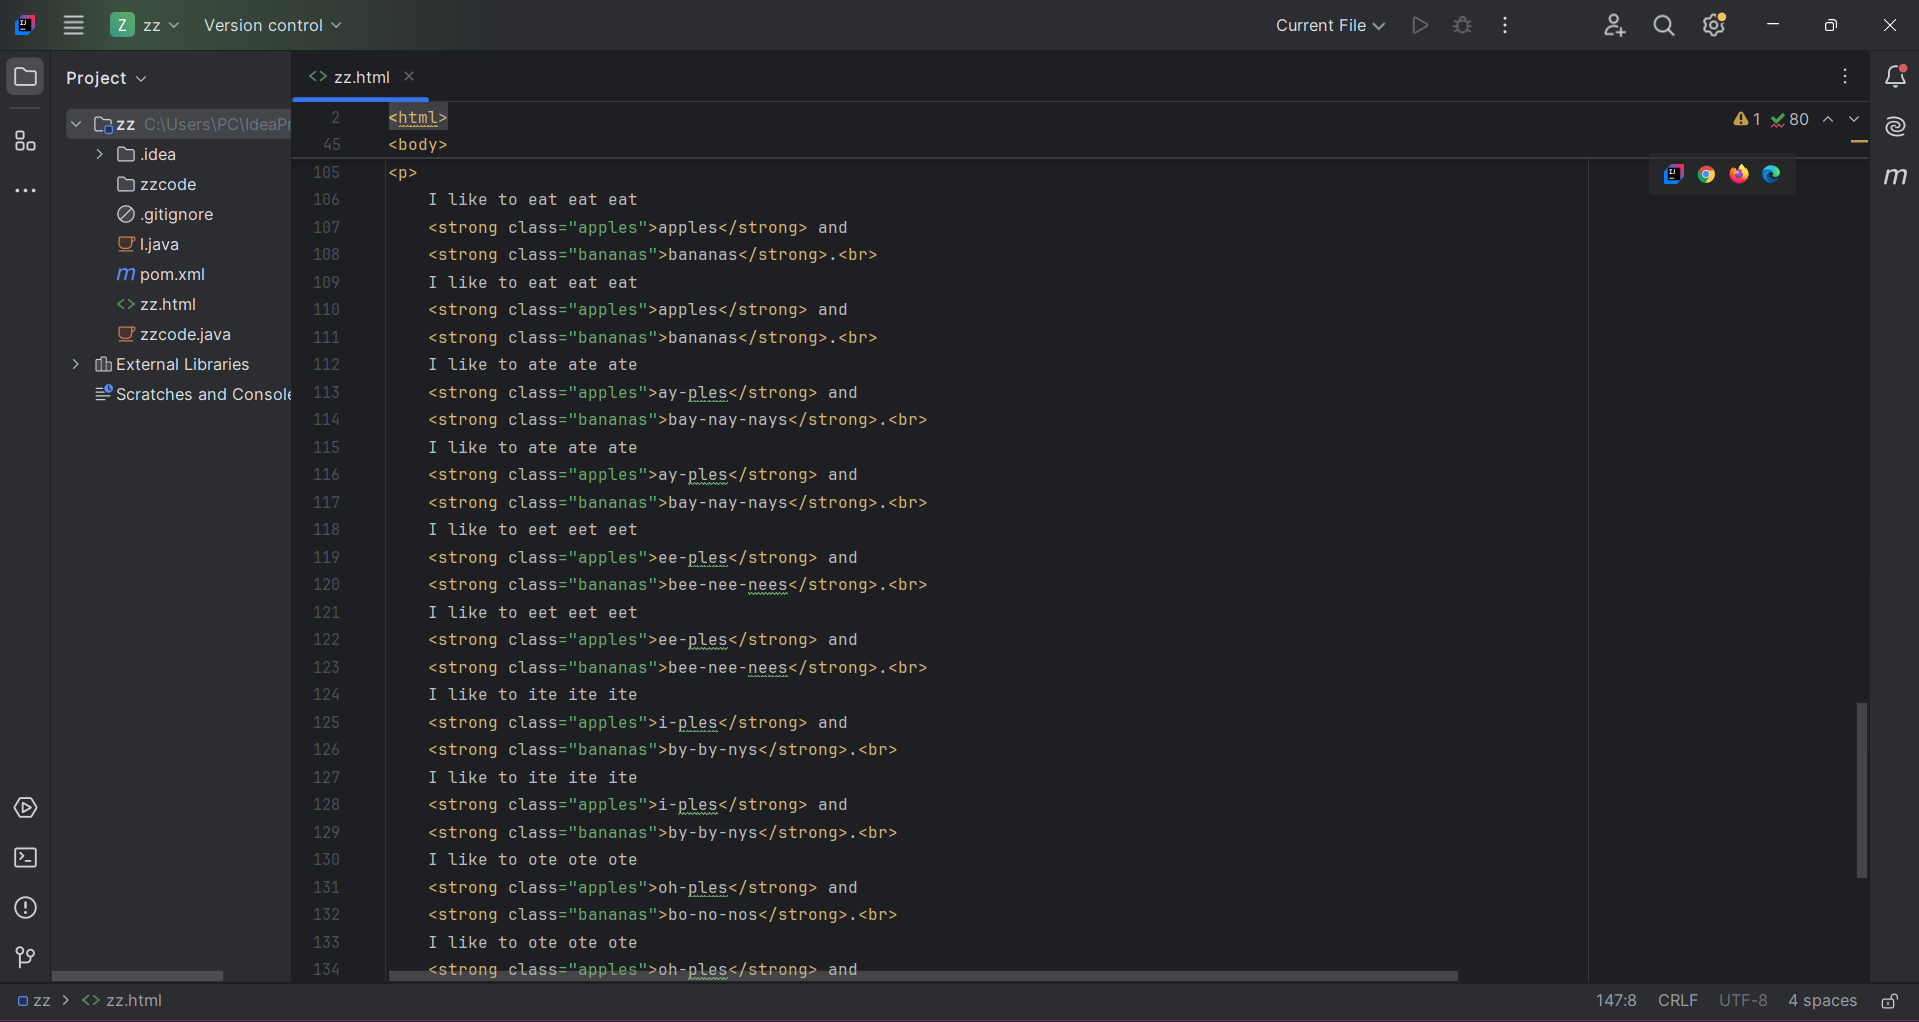 Z zz Version control Current File
Project
zz.html
zz C:\Users\PC\IdeaPr
.idea
zzcode
.gitignore
I.java
pom.xml
zz.html
zzcode.java
External Libraries
Scratches and Console
1 80
2 <html>
45 <body>
105 <p>
106 I like to eat eat eat
107 <strong class="apples">apples</strong> and
108 <strong class="bananas">bananas</strong>.<br>
109 I like to eat eat eat
110 <strong class="apples">apples</strong> and
111 <strong class="bananas">bananas</strong>.<br>
112 I like to ate ate ate
113 <strong class="apples">ay-ples</strong> and
114 <strong class="bananas">bay-nay-nays</strong>.<br>
115 I like to ate ate ate
116 <strong class="apples">ay-ples</strong> and
117 <strong class="bananas">bay-nay-nays</strong>.<br>
118 I like to eet eet eet
119 <strong class="apples">ee-ples</strong> and
120 <strong class="bananas">bee-nee-nees</strong>.<br>
121 I like to eet eet eet
122 <strong class="apples">ee-ples</strong> and
123 <strong class="bananas">bee-nee-nees</strong>.<br>
124 I like to ite ite ite
125 <strong class="apples">i-ples</strong> and
126 <strong class="bananas">by-by-nys</strong>.<br>
127 I like to ite ite ite
128 <strong class="apples">i-ples</strong> and
129 <strong class="bananas">by-by-nys</strong>.<br>
130 I like to ote ote ote
131 <strong class="apples">oh-ples</strong> and
132 <strong class="bananas">bo-no-nos</strong>.<br>
133 I like to ote ote ote
134 <strong class="apples">oh-ples</strong> and
zz > zz.html
147:8 CRLF UTF-8 4 spaces